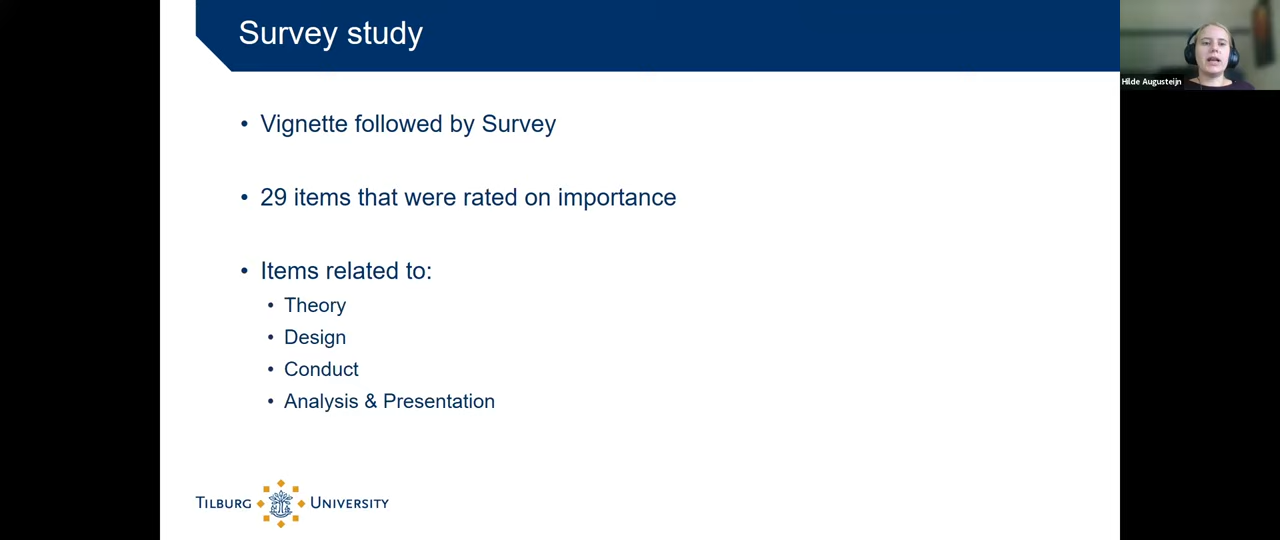 Survey study
Hilde Augusteijn
• Vignette followed by Survey
• 29 items that were rated on importance
• Items related to:
• Theory
• Design
• Conduct
• Analysis & Presentation
TILBURG UNIVERSITY